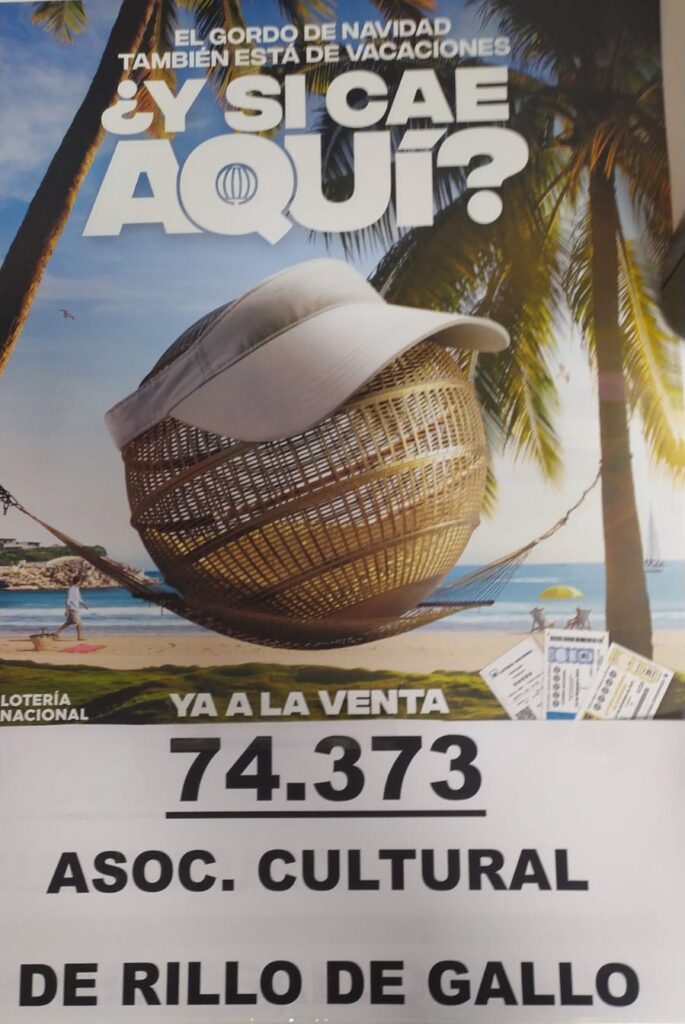 EL GORDO DE NAVIDAD
TAMBIÉN ESTÁ DE VACACIONES
¿Y SI CAE
AQUÍ?
LOTERÍA
NACIONAL
YA A LA VENTA
74.373
ASOC. CULTURAL
DE RILLO DE GALLO